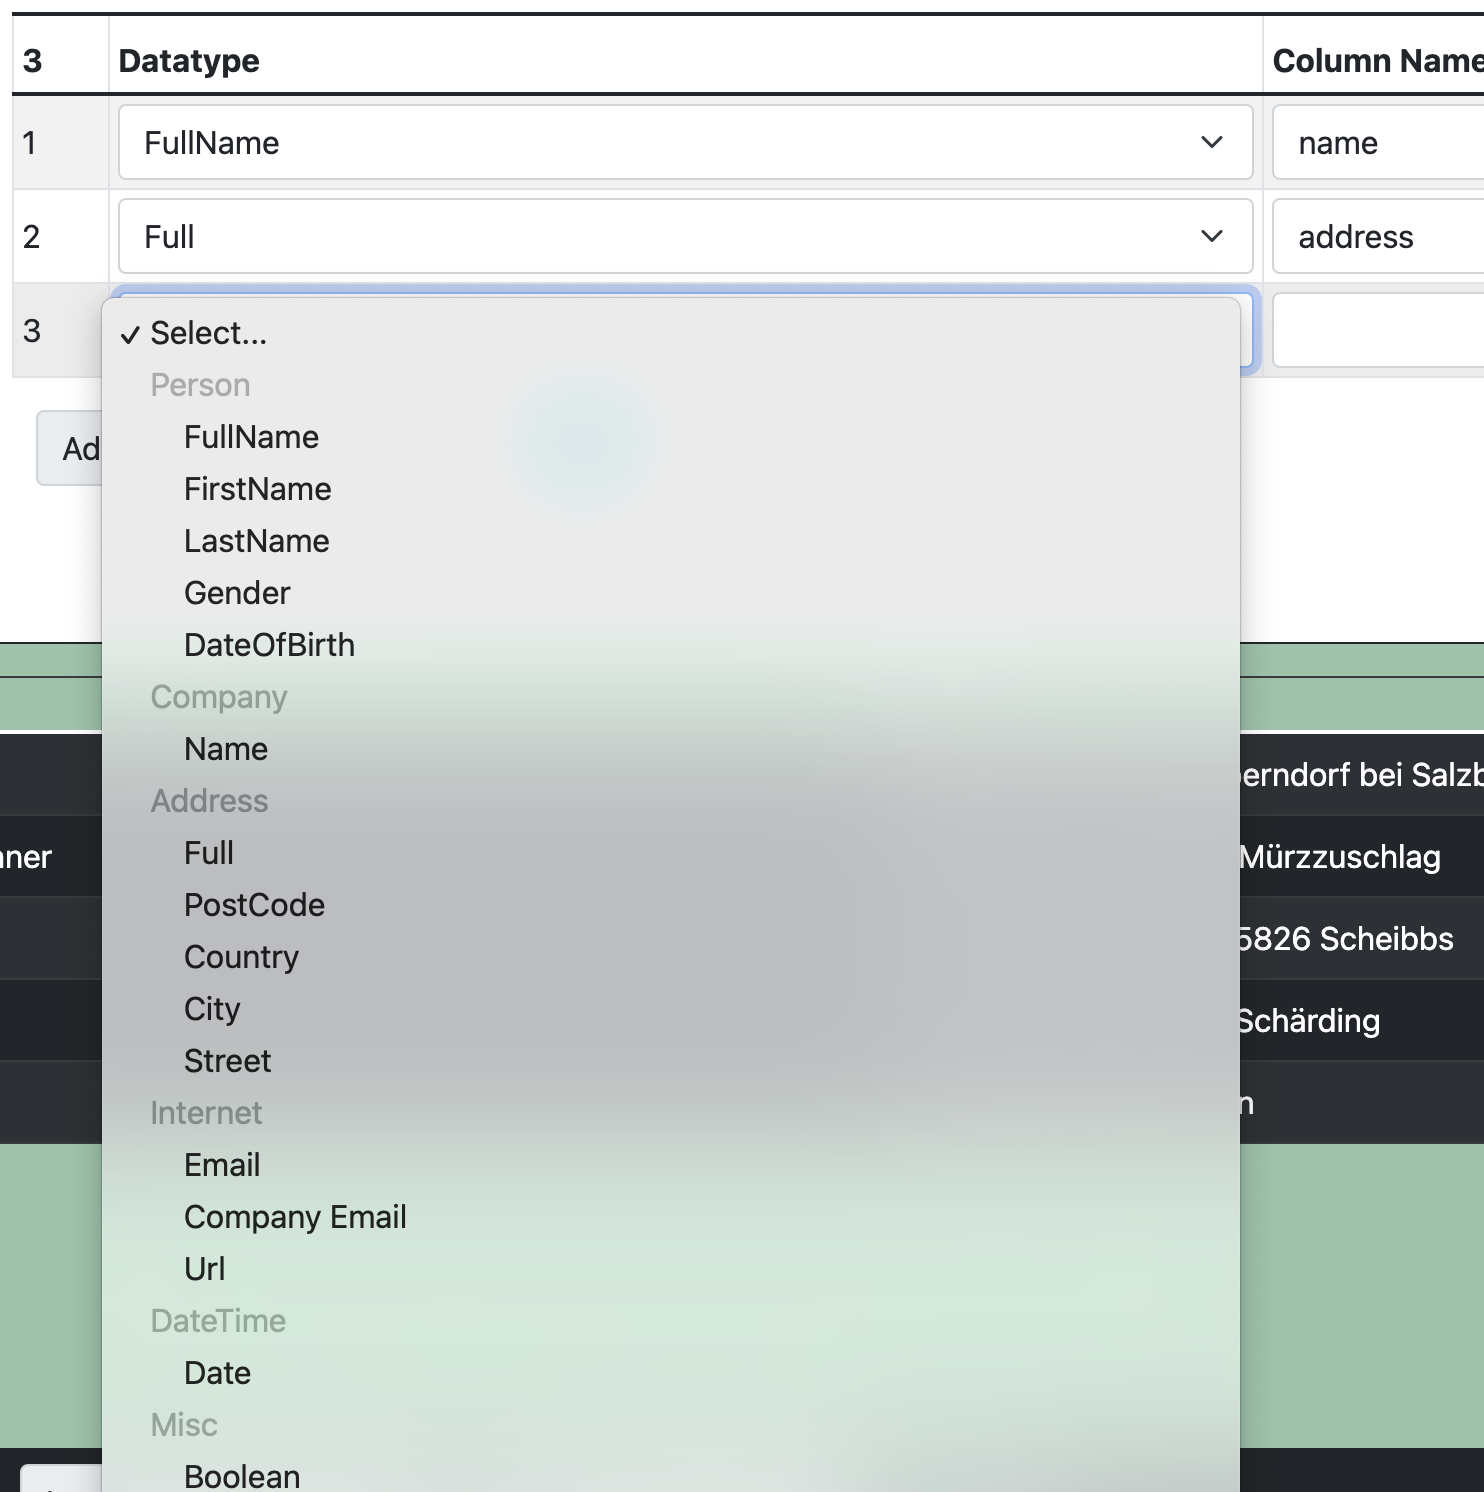 3 Datatype Column Name
1 FullName name
2 Full address
3
✓ Select...
Person
FullName
Ad
FirstName
LastName
Gender
DateOfBirth
Company
Name
erndorf bei Salzb
Address
Full
ner Mürzzuschlag
PostCode
5826 Scheibbs
Country
City
Schärding
Street
Internet
n
Email
Company Email
Url
DateTime
Date
Misc
Boolean